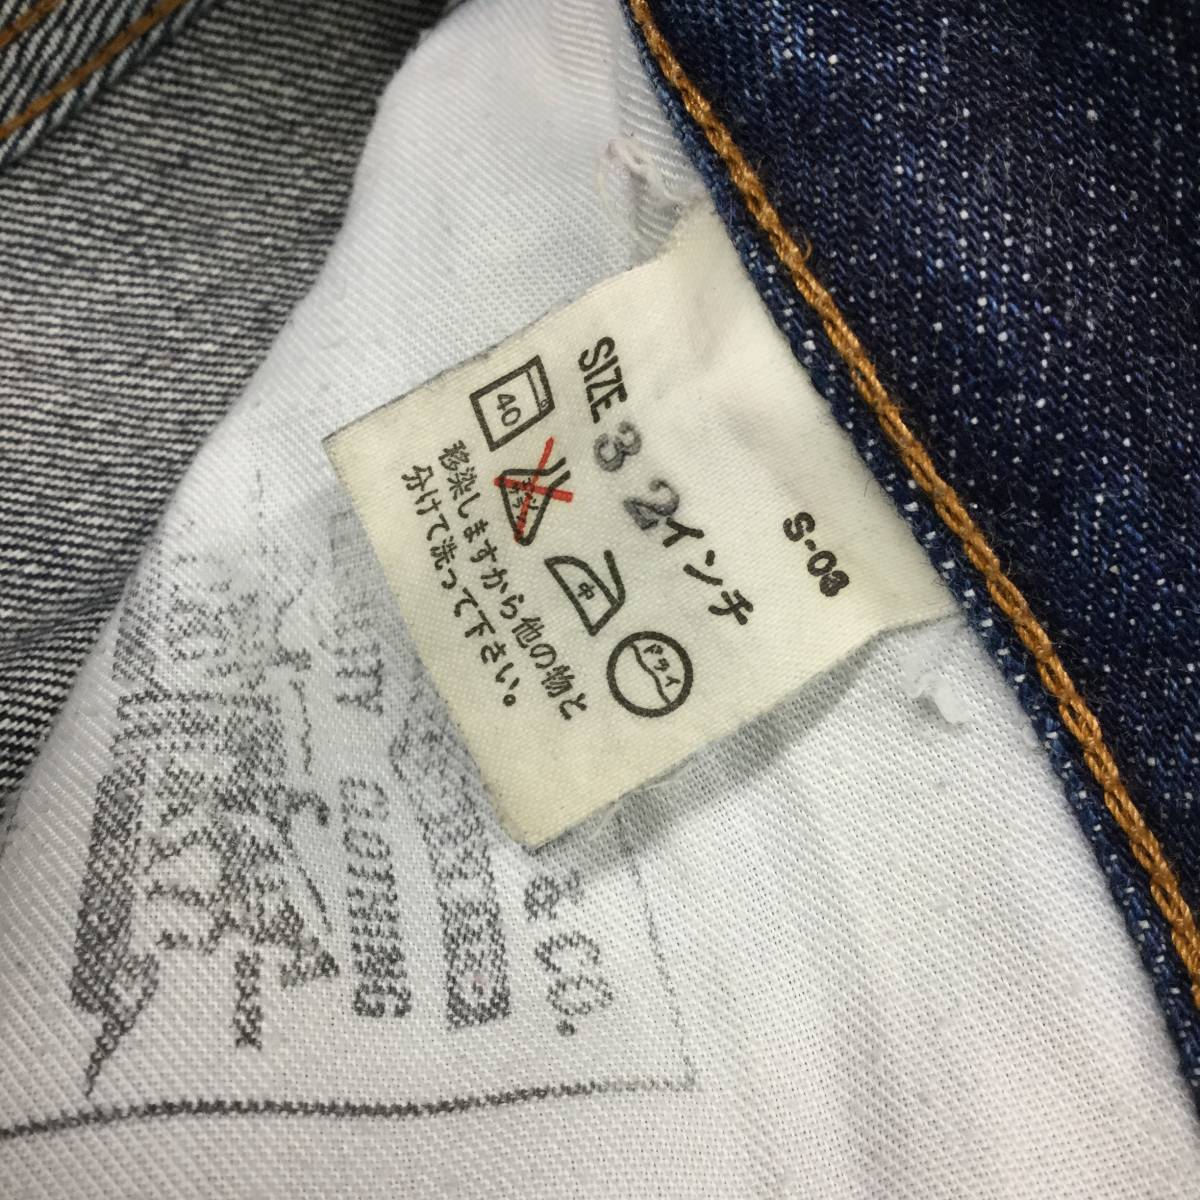 SIZE 32インチ
S-08
40
中
ドライ
移染しますから他の物と
分けて洗って下さい。
CLOTHING
& CO.